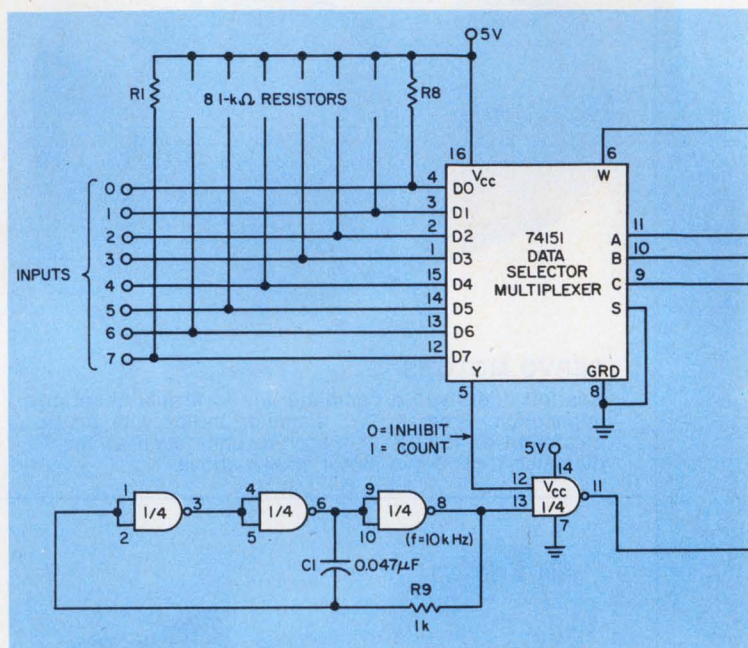 5V
R1
8 1-kΩ RESISTORS
R8
16
6
VCC
W
INPUTS
0
4
D0
1
3
D1
2
2
D2
3
1
D3
4
15
D4
5
14
D5
6
13
D6
7
12
D7
74151
DATA
SELECTOR
MULTIPLEXER
11
A
10
B
9
C
S
Y
GRD
5
8
0=INHIBIT
1= COUNT
5V
14
12
VCC
13
1/4
11
7
1
2
1/4
3
4
5
1/4
6
9
10
1/4
8
(f=10kHz)
C1
0.047μF
R9
1k